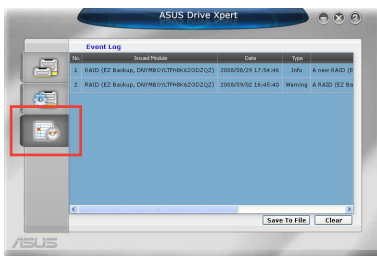 ASUS Drive Xpert
Event Log
No. Issued Module Date Type
1 RAID (EZ Backup, DNYMBOYLTFH8K6ZODZQZ) 2008/08/29 17:54:46 Info A new RAID (E
2 RAID (EZ Backup, DNYMBOYLTFH8K6ZODZQZ) 2008/09/02 16:45:40 Warning A RAID (EZ Ba
Save To File Clear
ASUS